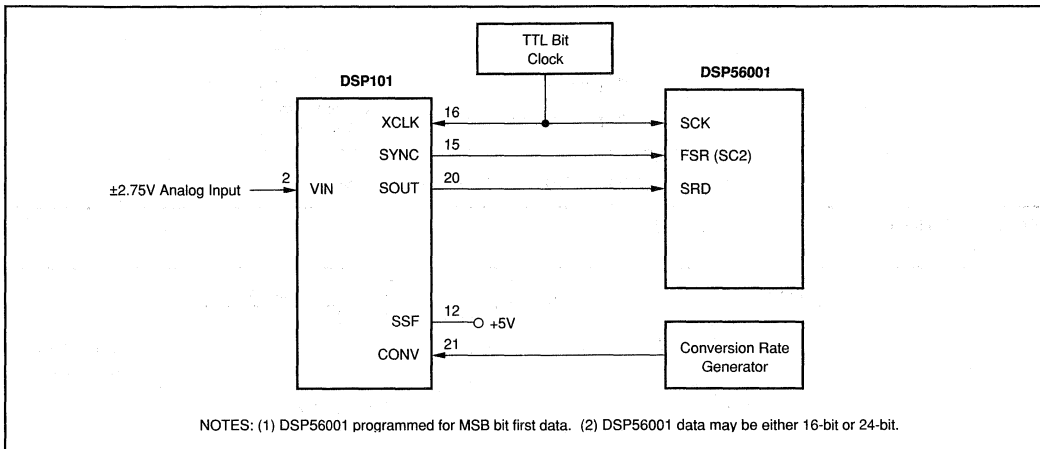 TTL Bit
Clock
DSP101
DSP56001
XCLK
16
SCK
SYNC
15
FSR (SC2)
±2.75V Analog Input
2
VIN
SOUT
20
SRD
SSF
12
+5V
CONV
21
Conversion Rate
Generator
NOTES: (1) DSP56001 programmed for MSB bit first data. (2) DSP56001 data may be either 16-bit or 24-bit.